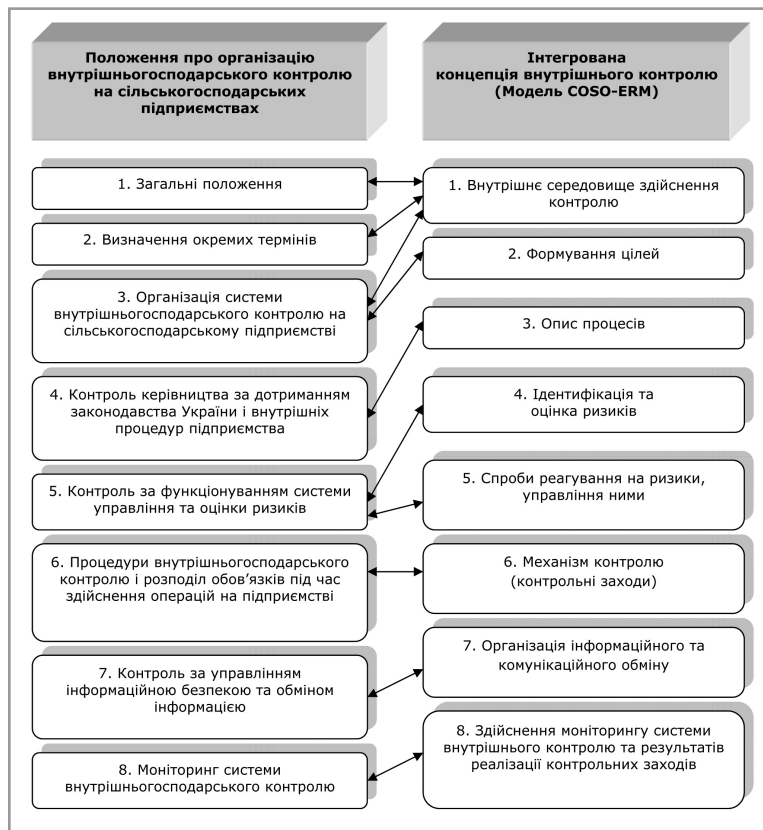 Положення про організацію
внутрішньогосподарського контролю
на сільськогосподарських
підприємствах
1. Загальні положення
2. Визначення окремих термінів
3. Організація системи
внутрішньогосподарського контролю на
сільськогосподарському підприємстві
4. Контроль керівництва за дотриманням
законодавства України і внутрішніх
процедур підприємства
5. Контроль за функціонуванням системи
управління та оцінки ризиків
6. Процедури внутрішньогосподарського
контролю і розподіл обов’язків під час
здійснення операцій на підприємстві
7. Контроль за управлінням
інформаційною безпекою та обміном
інформацією
8. Моніторинг системи
внутрішньогосподарського контролю
Інтегрована
концепція внутрішнього контролю
(Модель COSO-ERM)
1. Внутрішнє середовище здійснення
контролю
2. Формування цілей
3. Опис процесів
4. Ідентифікація та
оцінка ризиків
5. Спроби реагування на ризики,
управління ними
6. Механізм контролю
(контрольні заходи)
7. Організація інформаційного та
комунікаційного обміну
8. Здійснення моніторингу системи
внутрішнього контролю та результатів
реалізації контрольних заходів